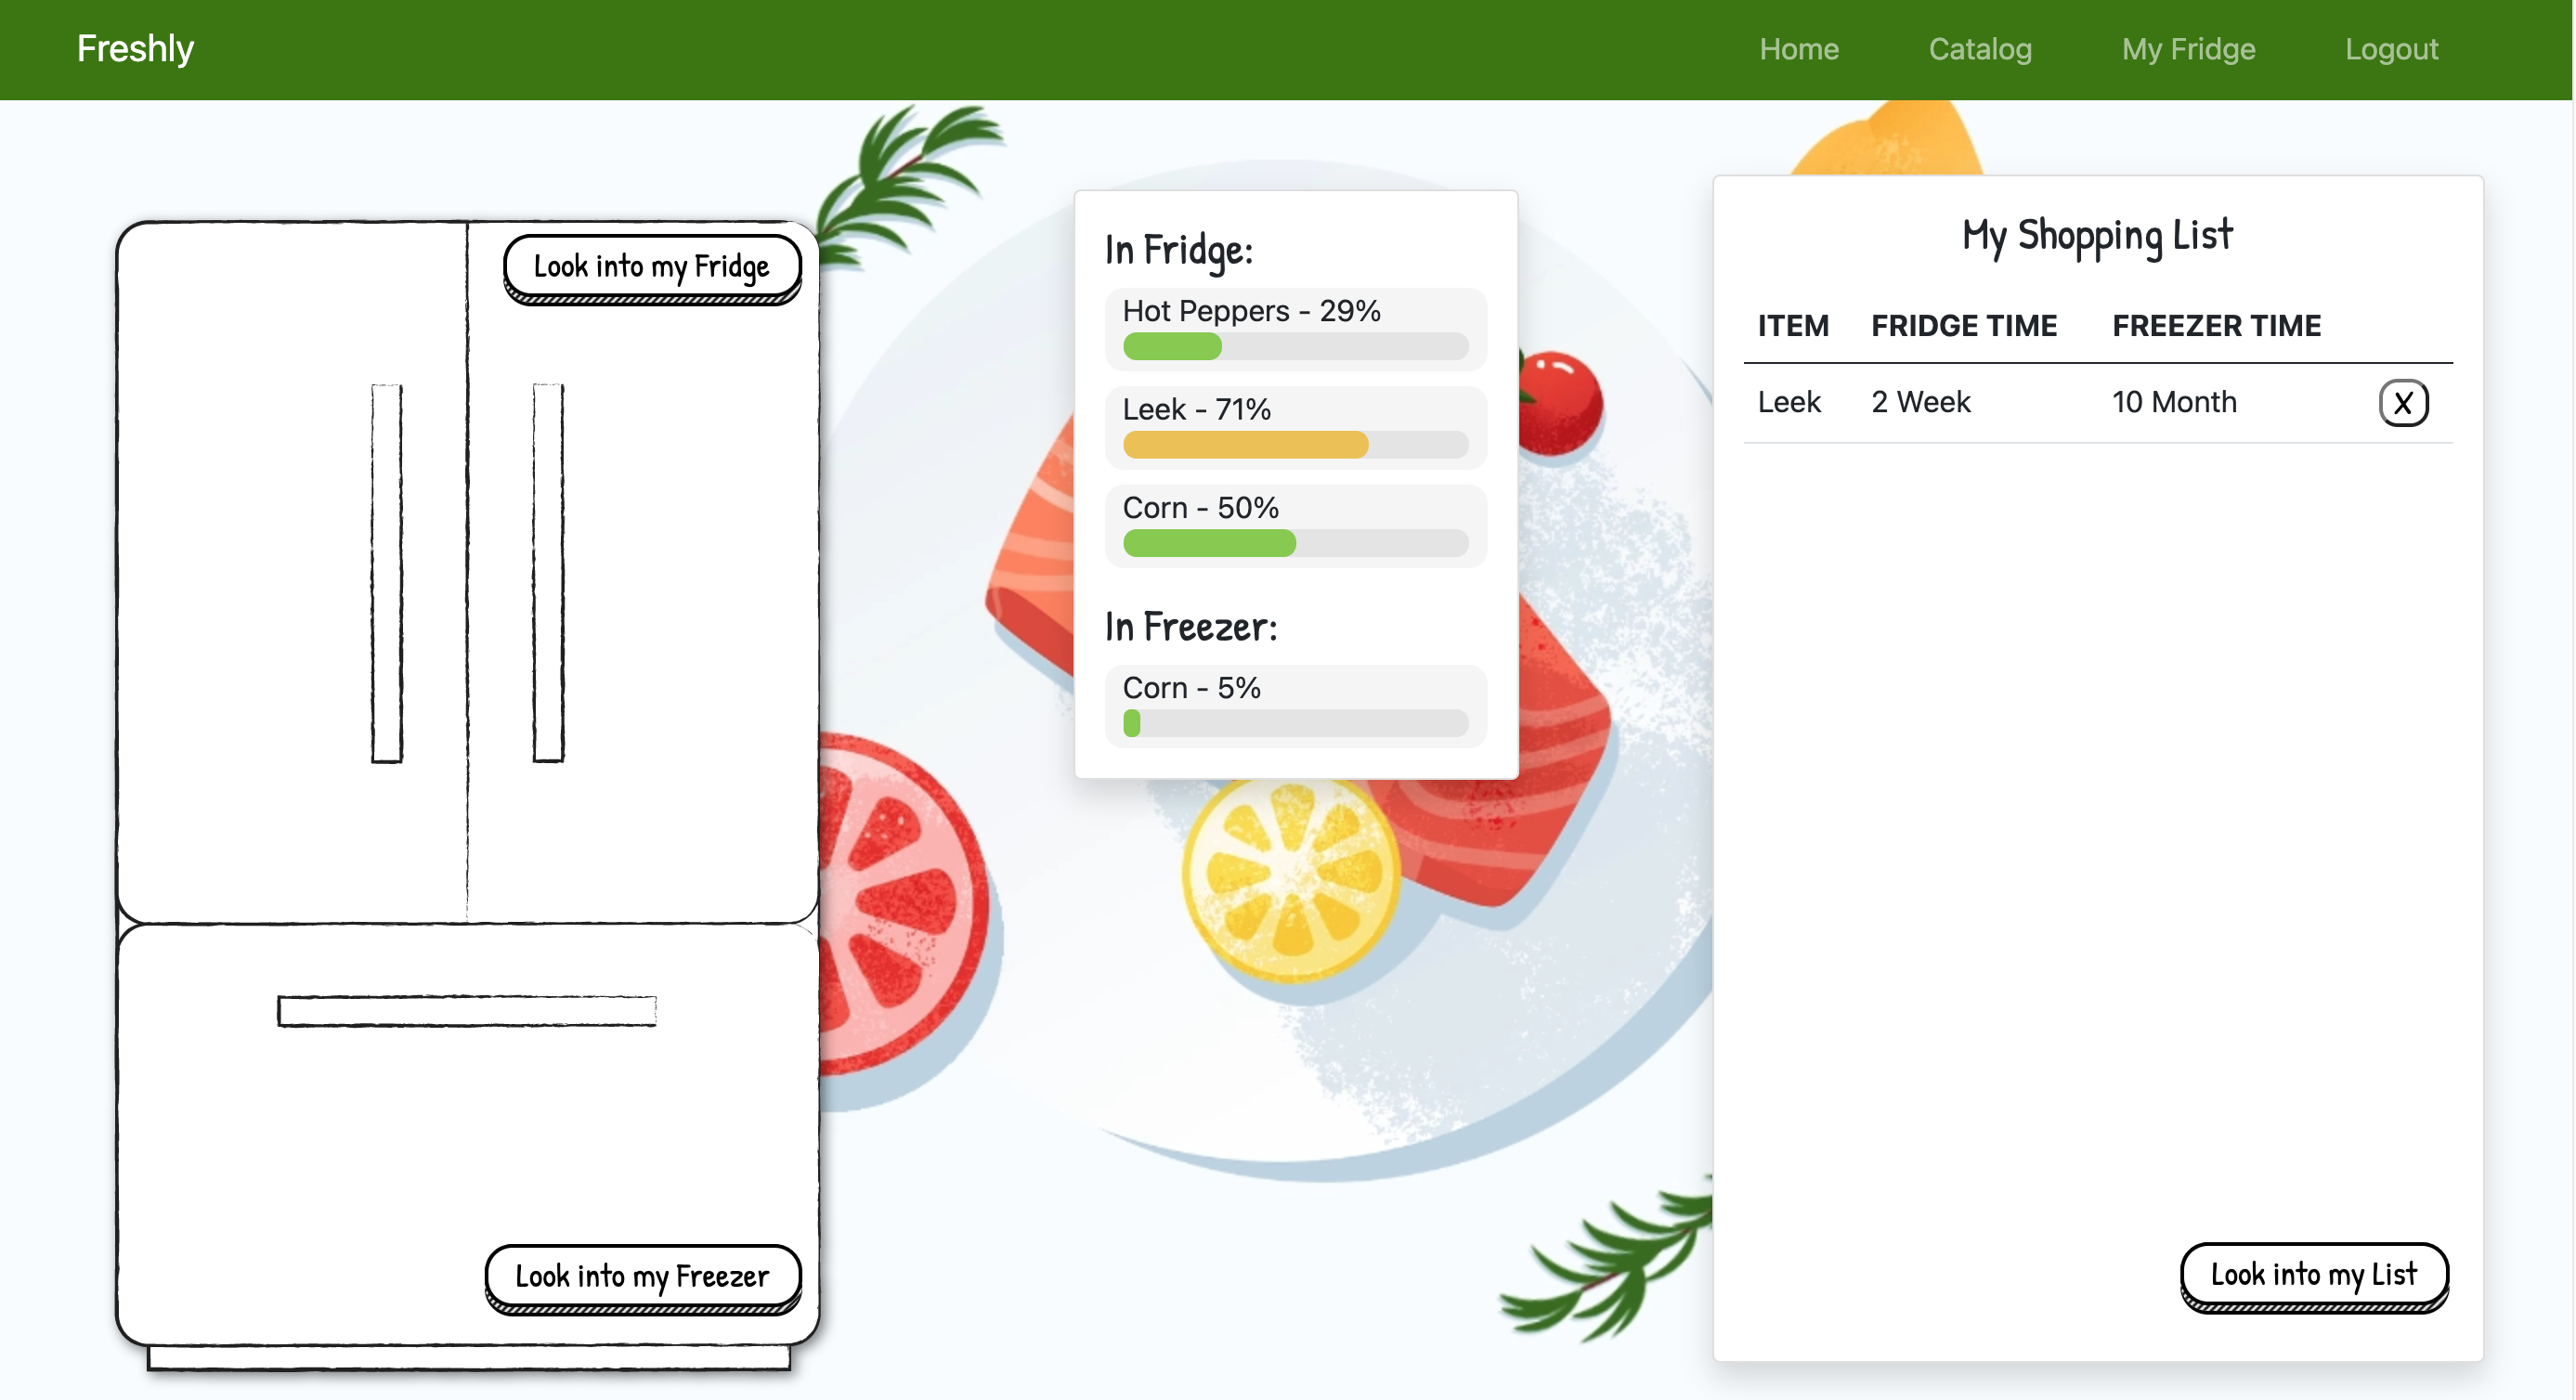 Freshly
Home Catalog My Fridge Logout
Look into my Fridge
Look into my Freezer
In Fridge:
Hot Peppers - 29%
Leek - 71%
Corn - 50%
In Freezer:
Corn - 5%
My Shopping List
ITEM FRIDGE TIME FREEZER TIME
Leek 2 Week 10 Month X
Look into my List